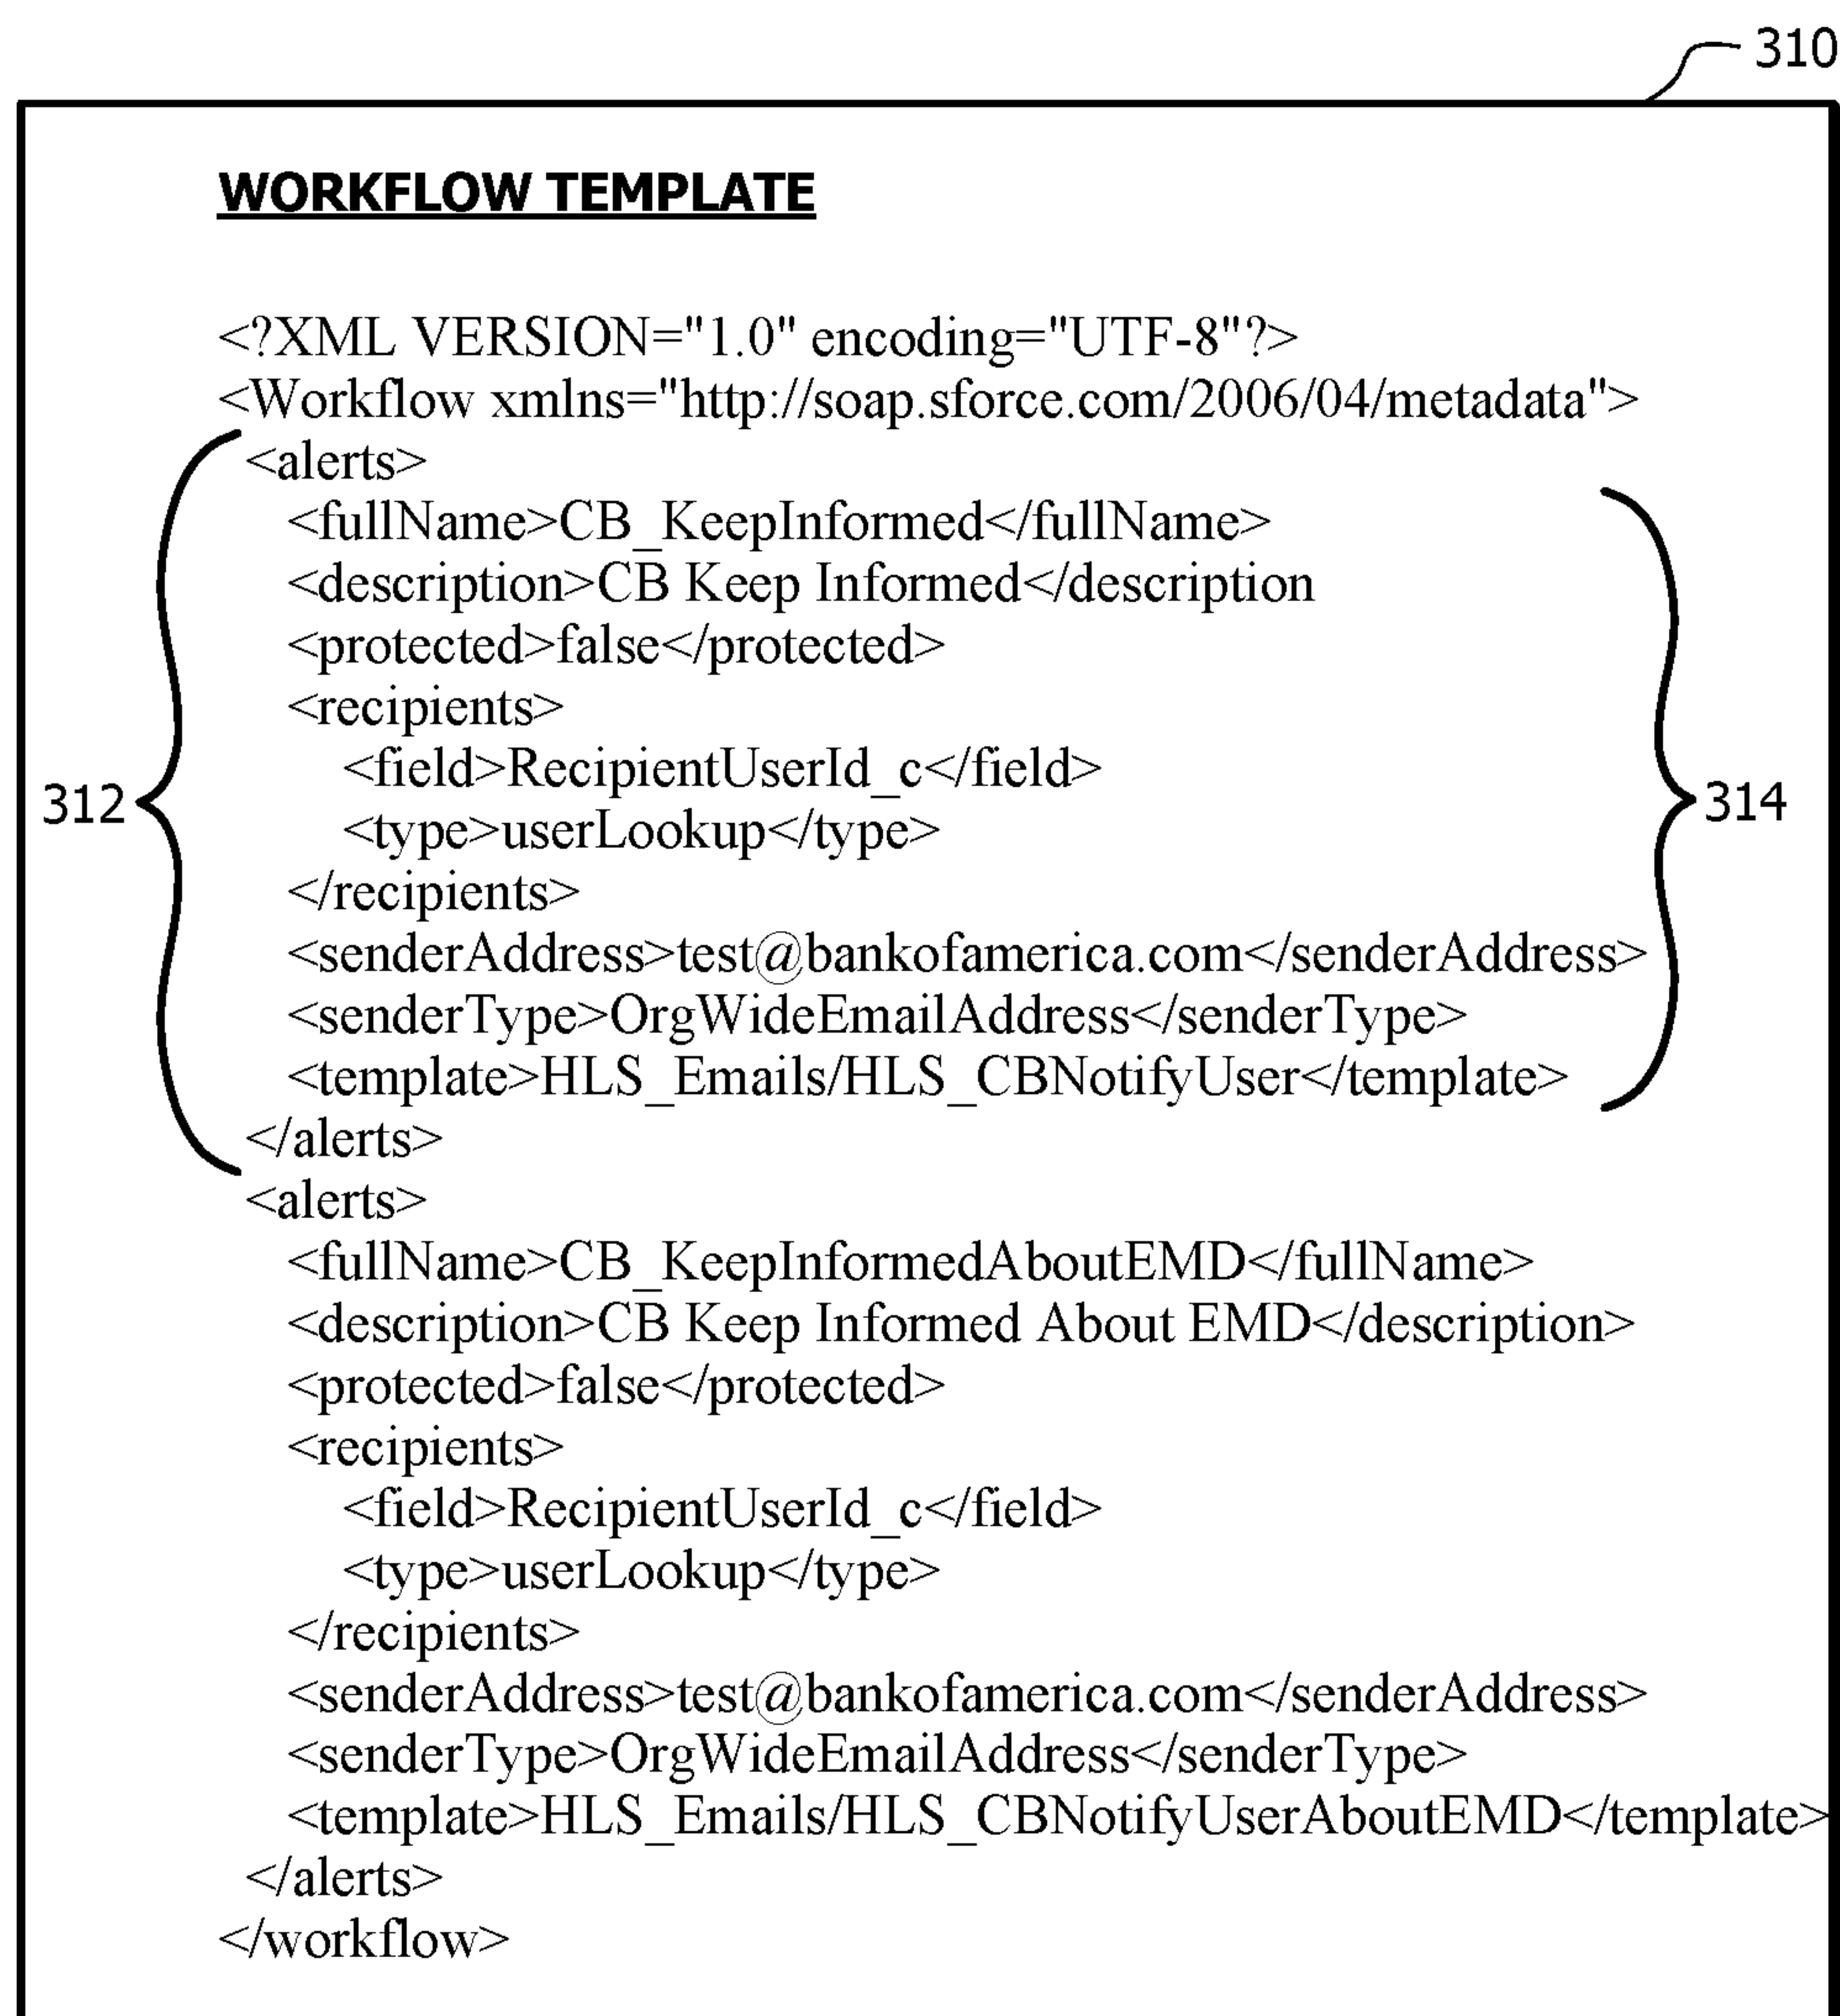 310
WORKFLOW TEMPLATE
<?XML VERSION="1.0" encoding="UTF-8"?>
<Workflow xmlns="http://soap.sforce.com/2006/04/metadata">
<alerts>
<fullName>CB_KeepInformed</fullName>
<description>CB Keep Informed</description
<protected>false</protected>
<recipients>
<field>RecipientUserId_c</field>
312
314
<type>userLookup</type>
</recipients>
<senderAddress>test@bankofamerica.com</senderAddress>
<senderType>OrgWideEmailAddress</senderType>
<template>HLS_Emails/HLS_CBNotifyUser</template>
</alerts>
<alerts>
<fullName>CB_KeepInformedAboutEMD</fullName>
<description>CB Keep Informed About EMD</description>
<protected>false</protected>
<recipients>
<field>RecipientUserId_c</field>
<type>userLookup</type>
</recipients>
<senderAddress>test@bankofamerica.com</senderAddress>
<senderType>OrgWideEmailAddress</senderType>
<template>HLS_Emails/HLS_CBNotifyUserAboutEMD</template>
</alerts>
</workflow>